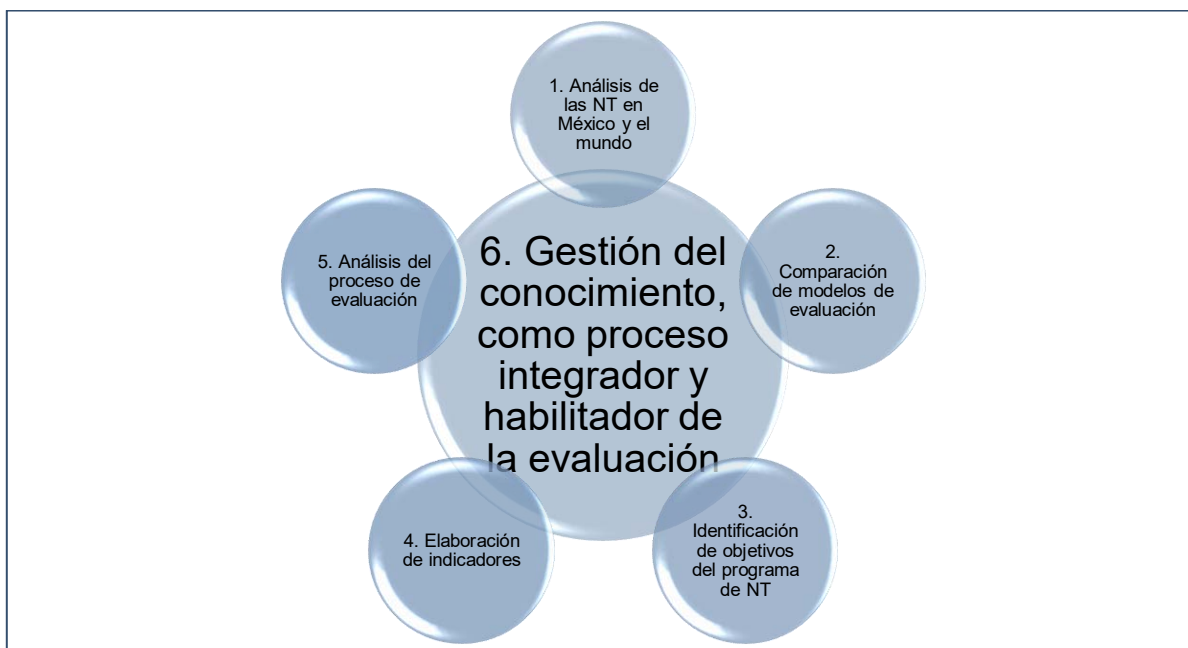 1. Análisis de
las NT en
México y el
mundo
2.
Comparación
de modelos de
evaluación
3.
Identificación
de objetivos
del programa
de NT
4. Elaboración
de indicadores
5. Análisis del
proceso de
evaluación
6. Gestión del
conocimiento,
como proceso
integrador y
habilitador de
la evaluación